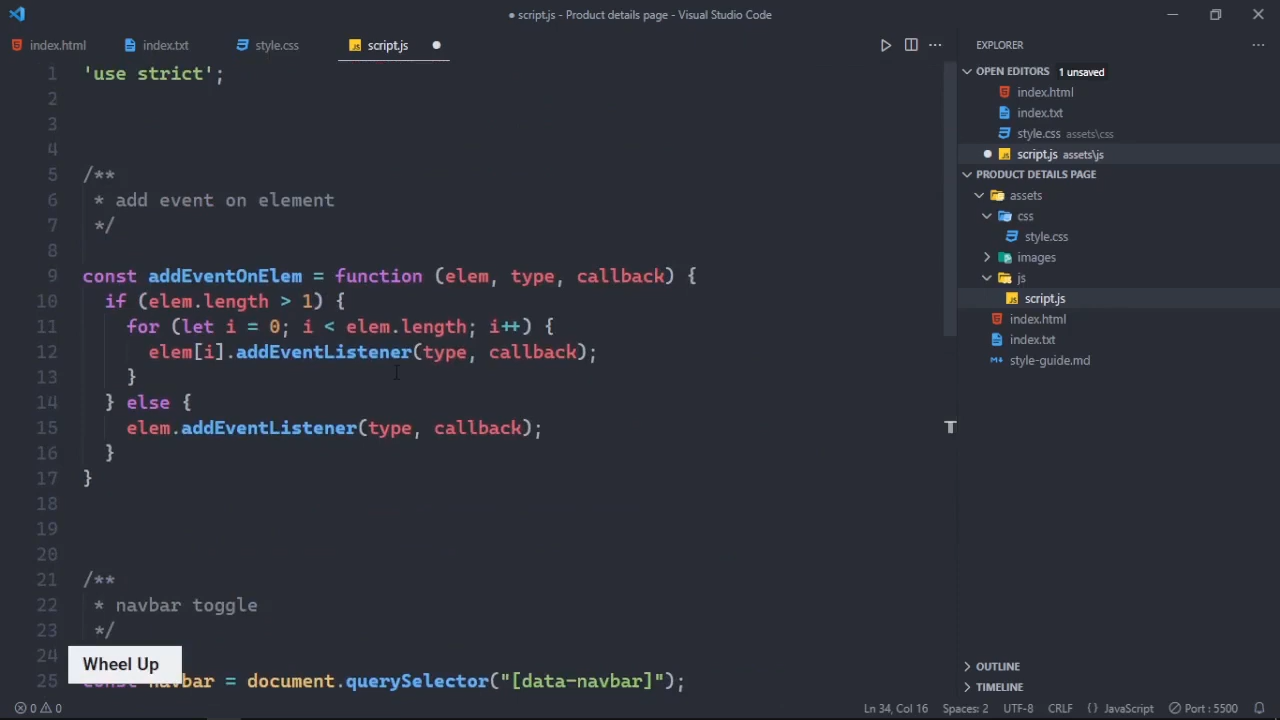 ● script.js - Product details page - Visual Studio Code
index.html
index.txt
style.css
script.js ●
1 'use strict';
2
3
4
5 /**
6 * add event on element
7 */
8
9 const addEventOnElem = function (elem, type, callback) {
10 if (elem.length > 1) {
11 for (let i = 0; i < elem.length; i++) {
12 elem[i].addEventListener(type, callback);
13 }
14 } else {
15 elem.addEventListener(type, callback);
16 }
17 }
18
19
20
21 /**
22 * navbar toggle
23 */
24
25 const navbar = document.querySelector("[data-navbar]");
Wheel Up
T
EXPLORER
OPEN EDITORS 1 unsaved
index.html
index.txt
style.css assets\css
● script.js assets\js
PRODUCT DETAILS PAGE
assets
css
style.css
images
js
script.js
index.html
index.txt
style-guide.md
OUTLINE
TIMELINE
0 0
Ln 34, Col 16
Spaces: 2
UTF-8
CRLF
{} JavaScript
Port : 5500